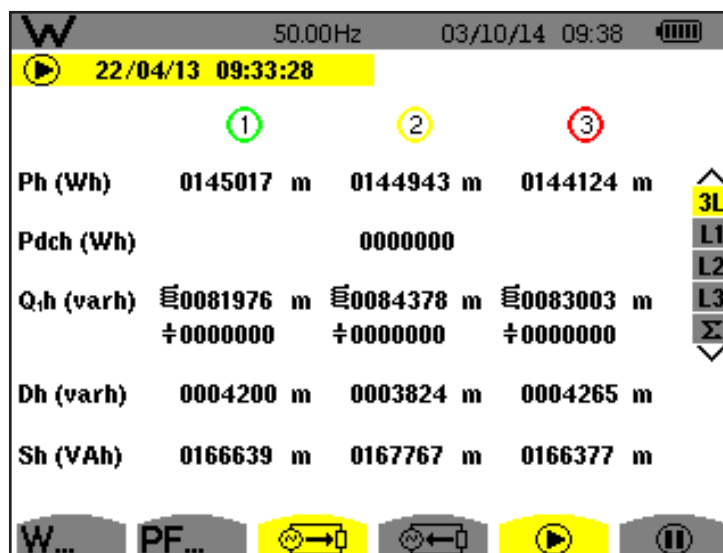 W 50.00Hz 03/10/14 09:38
22/04/13 09:33:28
1 2 3
Ph (Wh) 0145017 m 0144943 m 0144124 m
3L
Pdch (Wh) 0000000
L1
L2
Q₁h (varh) 0081976 m 0084378 m 0083003 m
L3
0000000 0000000 0000000
Σ
Dh (varh) 0004200 m 0003824 m 0004265 m
Sh (VAh) 0166639 m 0167767 m 0166377 m
W... PF...